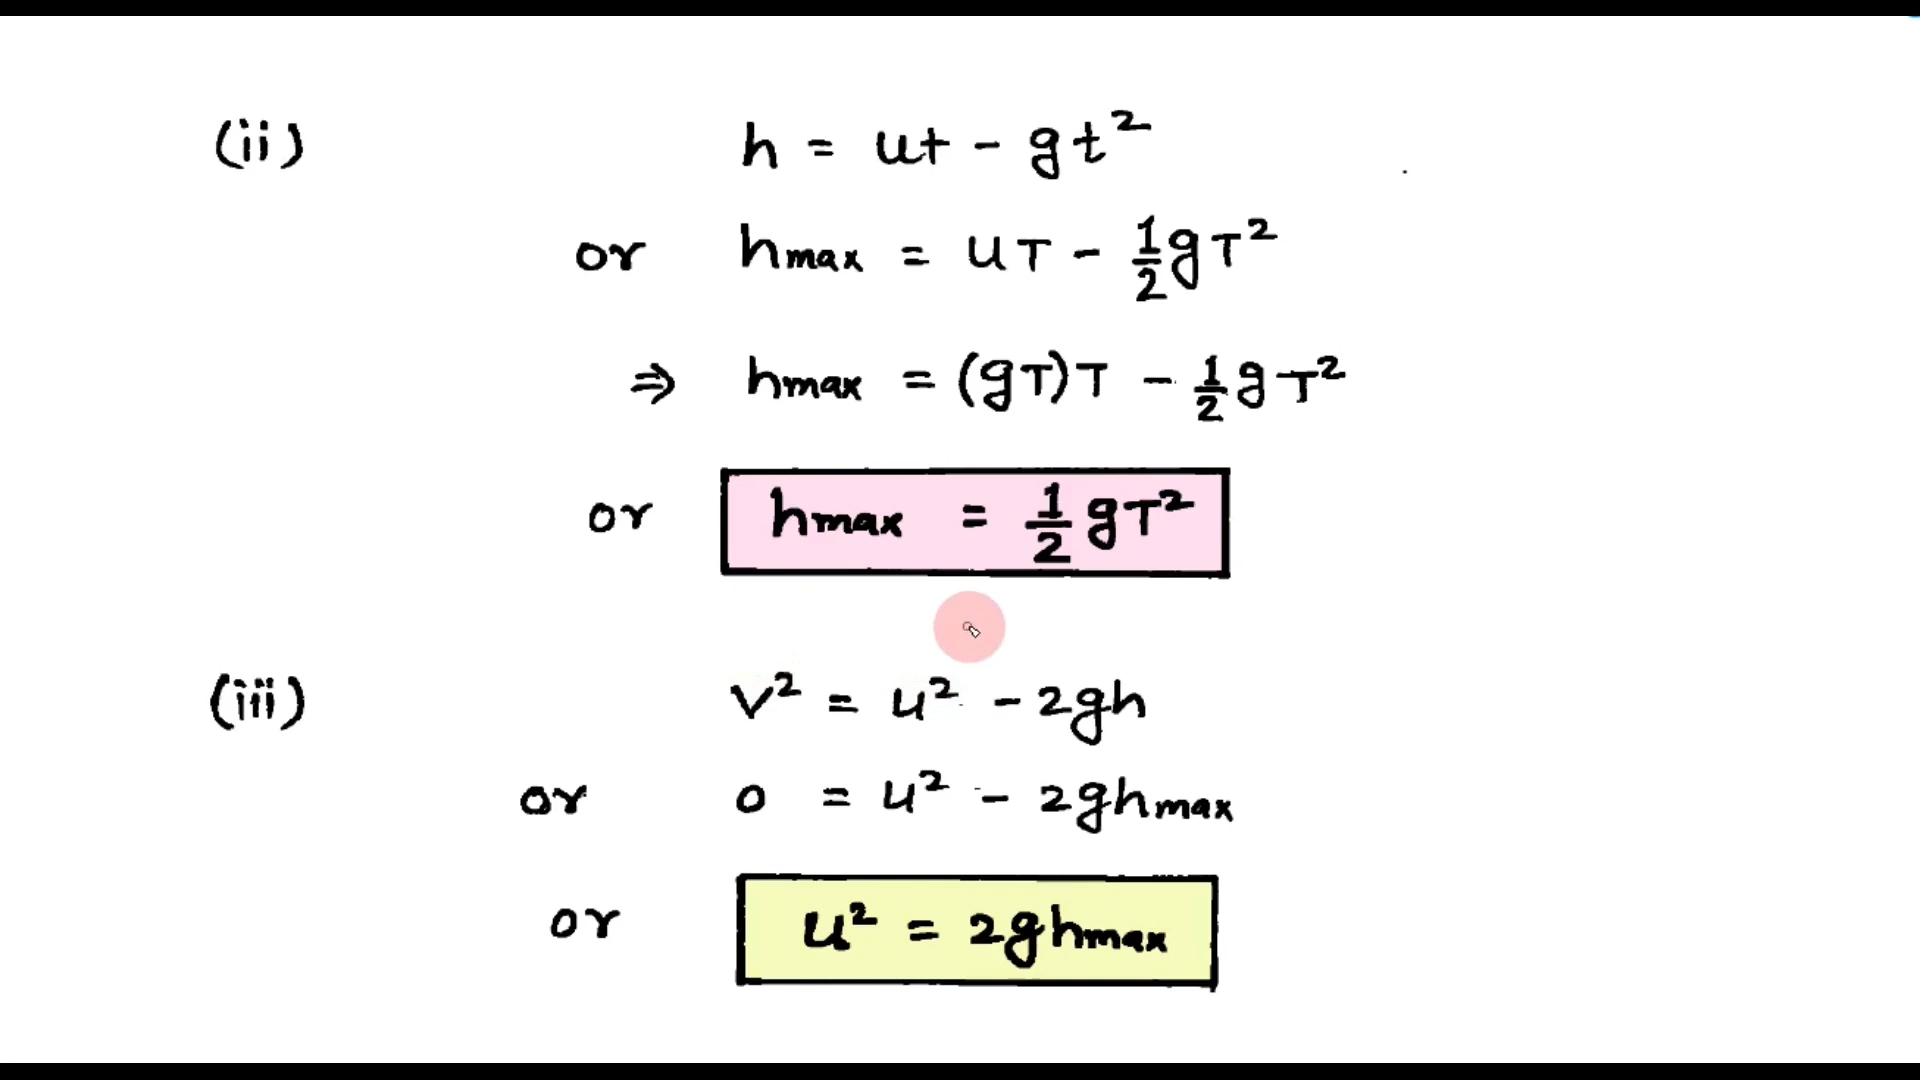 (ii) h = ut - gt²
or hmax = uT - ½gT²
⇒ hmax = (gT)T - ½gT²
or hmax = ½gT²
(iii) v² = u² - 2gh
or 0 = u² - 2ghmax
or u² = 2ghmax